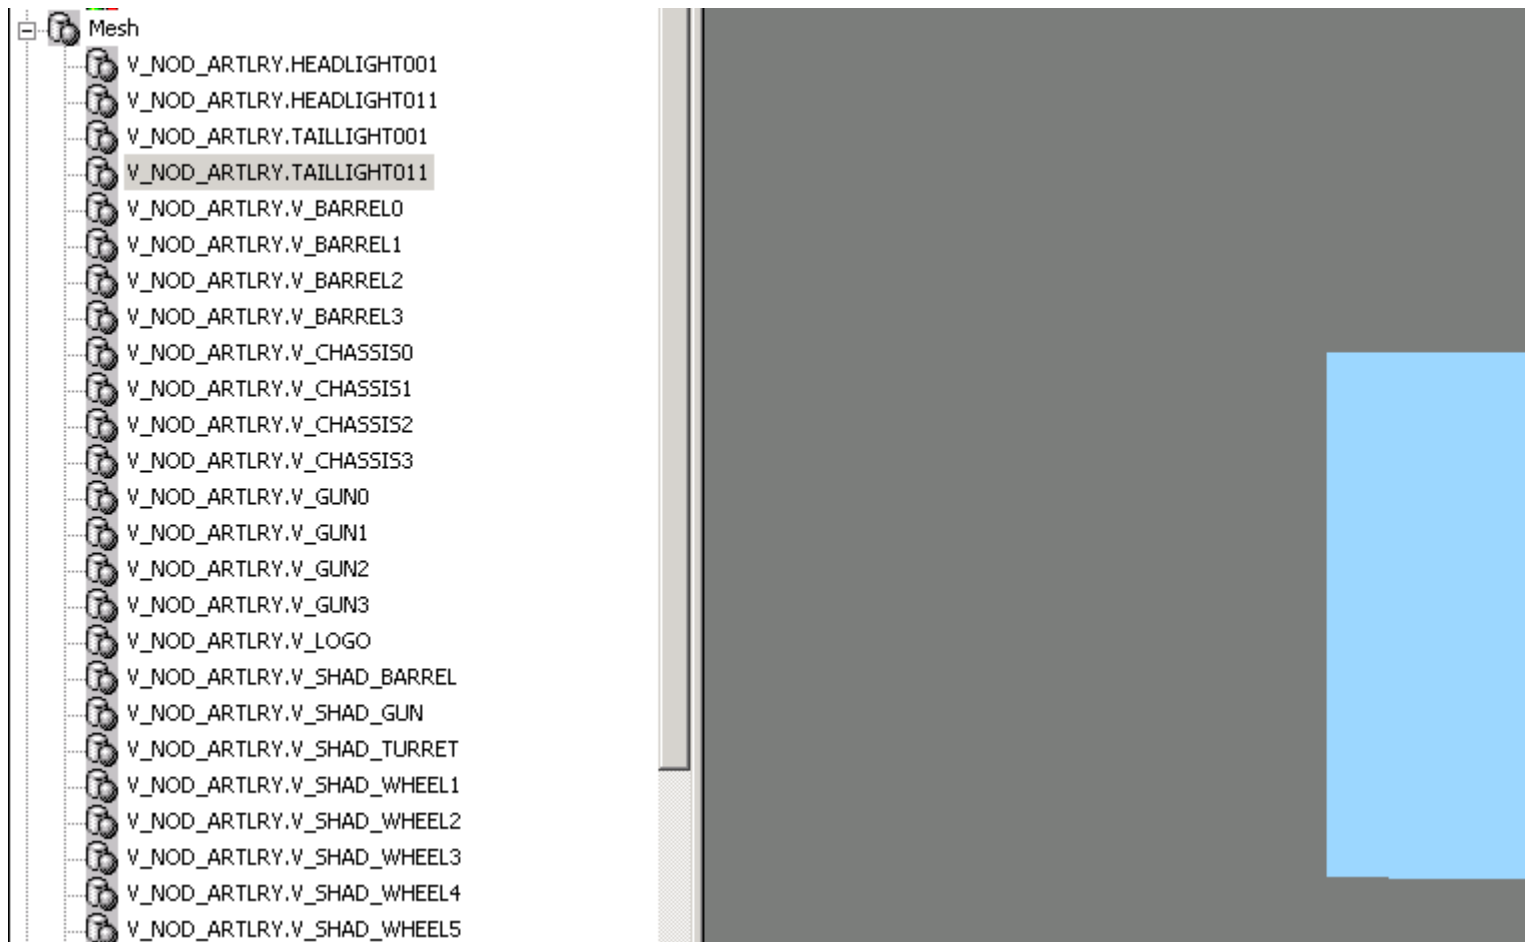 Mesh
V_NOD_ARTLRY.HEADLIGHT001
V_NOD_ARTLRY.HEADLIGHT011
V_NOD_ARTLRY.TAILLIGHT001
V_NOD_ARTLRY.TAILLIGHT011
V_NOD_ARTLRY.V_BARREL0
V_NOD_ARTLRY.V_BARREL1
V_NOD_ARTLRY.V_BARREL2
V_NOD_ARTLRY.V_BARREL3
V_NOD_ARTLRY.V_CHASSIS0
V_NOD_ARTLRY.V_CHASSIS1
V_NOD_ARTLRY.V_CHASSIS2
V_NOD_ARTLRY.V_CHASSIS3
V_NOD_ARTLRY.V_GUN0
V_NOD_ARTLRY.V_GUN1
V_NOD_ARTLRY.V_GUN2
V_NOD_ARTLRY.V_GUN3
V_NOD_ARTLRY.V_LOGO
V_NOD_ARTLRY.V_SHAD_BARREL
V_NOD_ARTLRY.V_SHAD_GUN
V_NOD_ARTLRY.V_SHAD_TURRET
V_NOD_ARTLRY.V_SHAD_WHEEL1
V_NOD_ARTLRY.V_SHAD_WHEEL2
V_NOD_ARTLRY.V_SHAD_WHEEL3
V_NOD_ARTLRY.V_SHAD_WHEEL4
V_NOD_ARTLRY.V_SHAD_WHEEL5